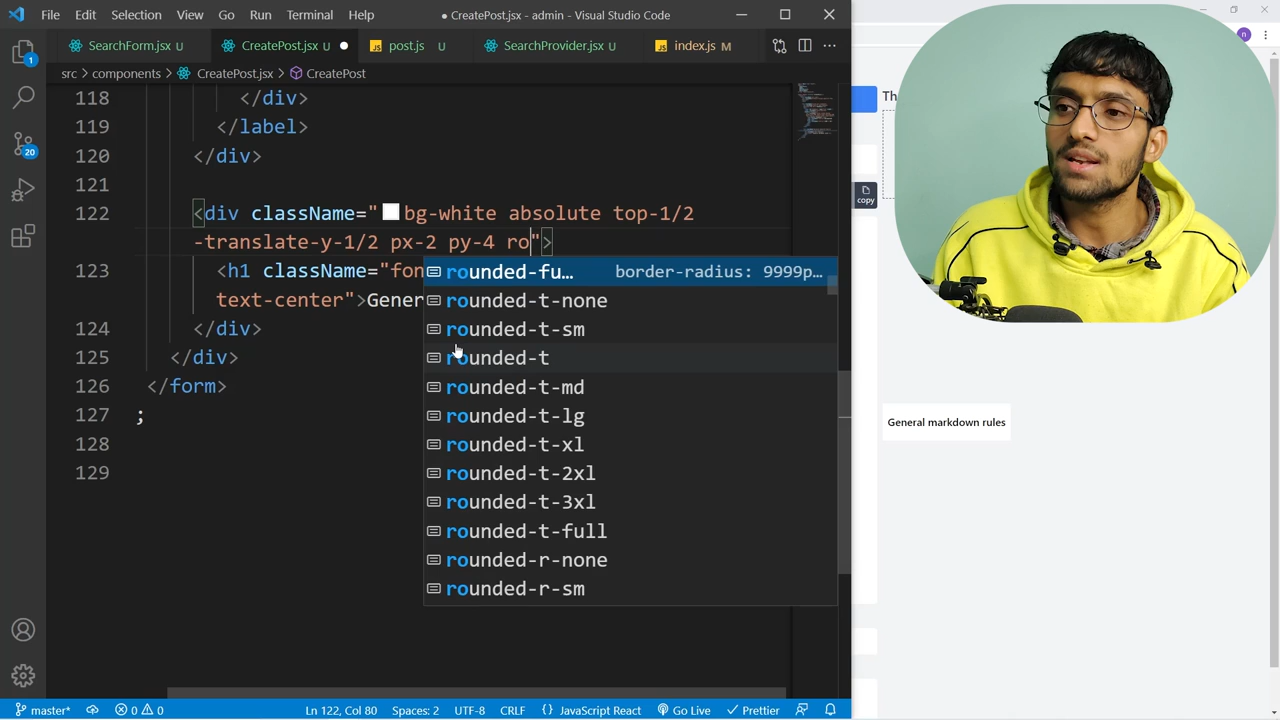 File Edit Selection View Go Run Terminal Help ● CreatePost.jsx - admin - Visual Studio Code
SearchForm.jsx U CreatePost.jsx U ● JS post.js U SearchProvider.jsx U JS index.js M
src > components > CreatePost.jsx > CreatePost
118 </div>
119 </label>
120 </div>
121
122 <div className="bg-white absolute top-1/2
-translate-y-1/2 px-2 py-4 ro">
123 <h1 className="fon
text-center">Gener
124 </div>
125 </div>
126 </form>
127 ;
128
129
rounded-fu… border-radius: 9999p…
rounded-t-none
rounded-t-sm
rounded-t
rounded-t-md
rounded-t-lg
rounded-t-xl
rounded-t-2xl
rounded-t-3xl
rounded-t-full
rounded-r-none
rounded-r-sm
1
20
master* 0 0 Ln 122, Col 80 Spaces: 2 UTF-8 CRLF {} JavaScript React Go Live Prettier
n
Th
copy
General markdown rules